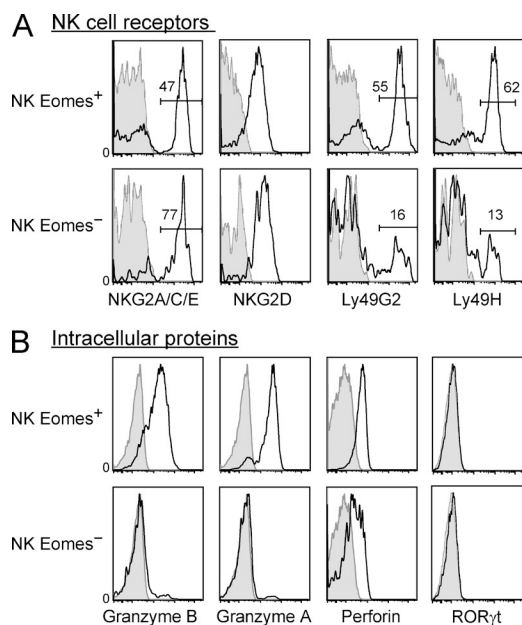 A NK cell receptors
NK Eomes⁺
47
55
62
0
NK Eomes⁻
77
16
13
0
NKG2A/C/E NKG2D Ly49G2 Ly49H
B Intracellular proteins
NK Eomes⁺
0
NK Eomes⁻
0
Granzyme B Granzyme A Perforin RORγt